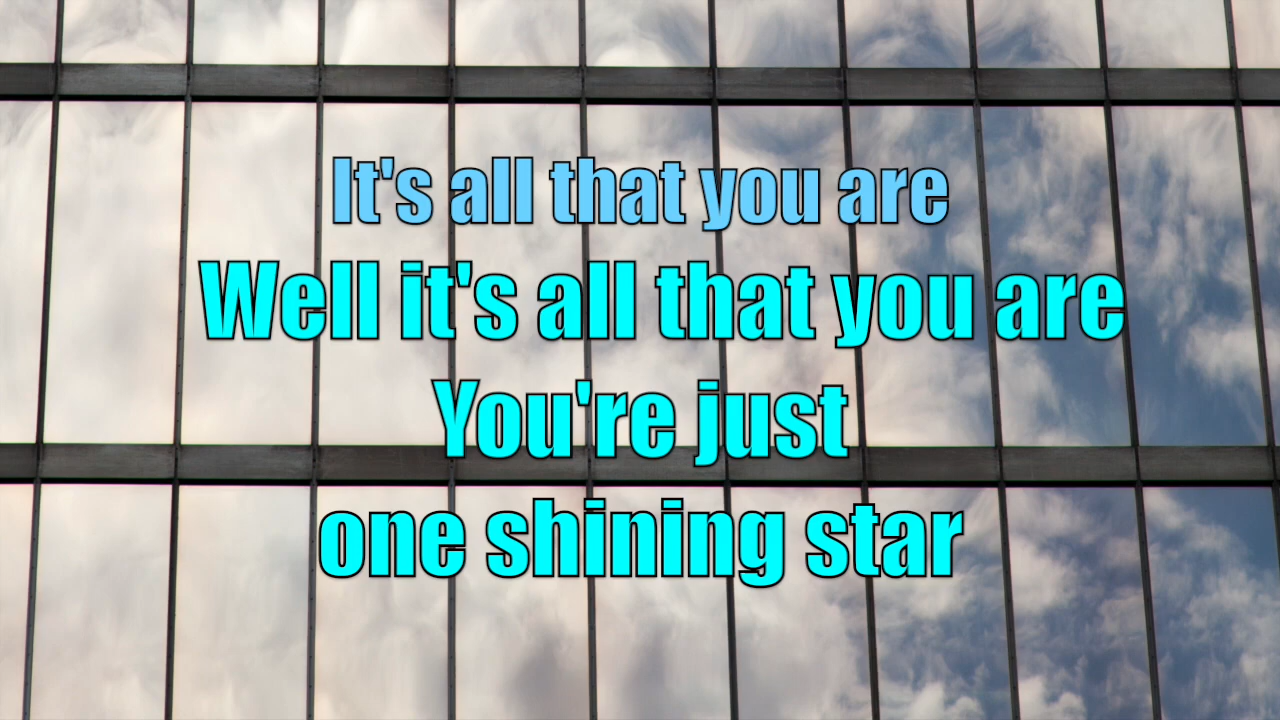 It's all that you are
Well it's all that you are
You're just
one shining star